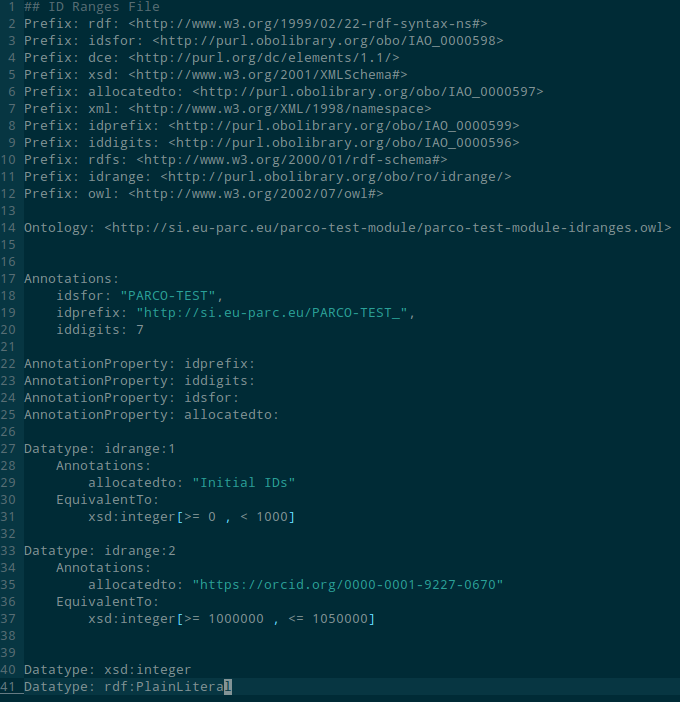 1 ## ID Ranges File
2 Prefix: rdf: <http://www.w3.org/1999/02/22-rdf-syntax-ns#>
3 Prefix: idsfor: <http://purl.obolibrary.org/obo/IAO_0000598>
4 Prefix: dce: <http://purl.org/dc/elements/1.1/>
5 Prefix: xsd: <http://www.w3.org/2001/XMLSchema#>
6 Prefix: allocatedto: <http://purl.obolibrary.org/obo/IAO_0000597>
7 Prefix: xml: <http://www.w3.org/XML/1998/namespace>
8 Prefix: idprefix: <http://purl.obolibrary.org/obo/IAO_0000599>
9 Prefix: iddigits: <http://purl.obolibrary.org/obo/IAO_0000596>
10 Prefix: rdfs: <http://www.w3.org/2000/01/rdf-schema#>
11 Prefix: idrange: <http://purl.obolibrary.org/obo/ro/idrange/>
12 Prefix: owl: <http://www.w3.org/2002/07/owl#>
13
14 Ontology: <http://si.eu-parc.eu/parco-test-module/parco-test-module-idranges.owl>
15
16
17 Annotations:
18     idsfor: "PARCO-TEST",
19     idprefix: "http://si.eu-parc.eu/PARCO-TEST_",
20     iddigits: 7
21
22 AnnotationProperty: idprefix:
23 AnnotationProperty: iddigits:
24 AnnotationProperty: idsfor:
25 AnnotationProperty: allocatedto:
26
27 Datatype: idrange:1
28     Annotations:
29         allocatedto: "Initial IDs"
30     EquivalentTo:
31         xsd:integer[>= 0 , < 1000]
32
33 Datatype: idrange:2
34     Annotations:
35         allocatedto: "https://orcid.org/0000-0001-9227-0670"
36     EquivalentTo:
37         xsd:integer[>= 1000000 , <= 1050000]
38
39
40 Datatype: xsd:integer
41 Datatype: rdf:PlainLiteral